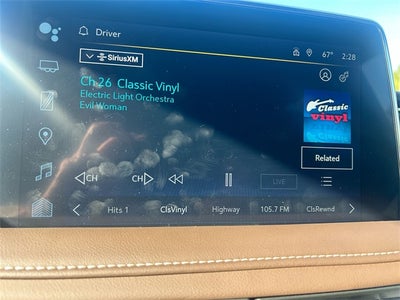 Driver
67° 2:28
SiriusXM
Ch 26 Classic Vinyl
Electric Light Orchestra
Evil Woman
Classic
vinyl
Related
CH CH LIVE
Hits 1 ClsVinyl Highway 105.7 FM ClsRewnd